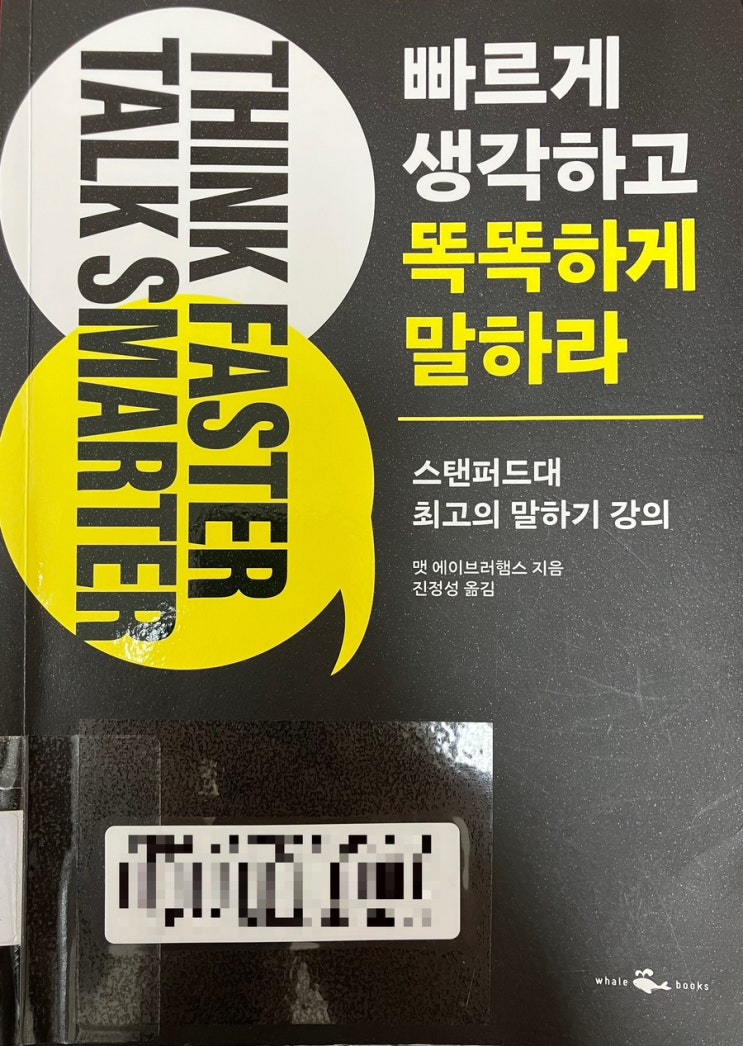 THINK FASTER
TALK SMARTER
빠르게
생각하고
똑똑하게
말하라
스탠퍼드대
최고의 말하기 강의
맷 에이브러햄스 지음
진정성 옮김
whale books